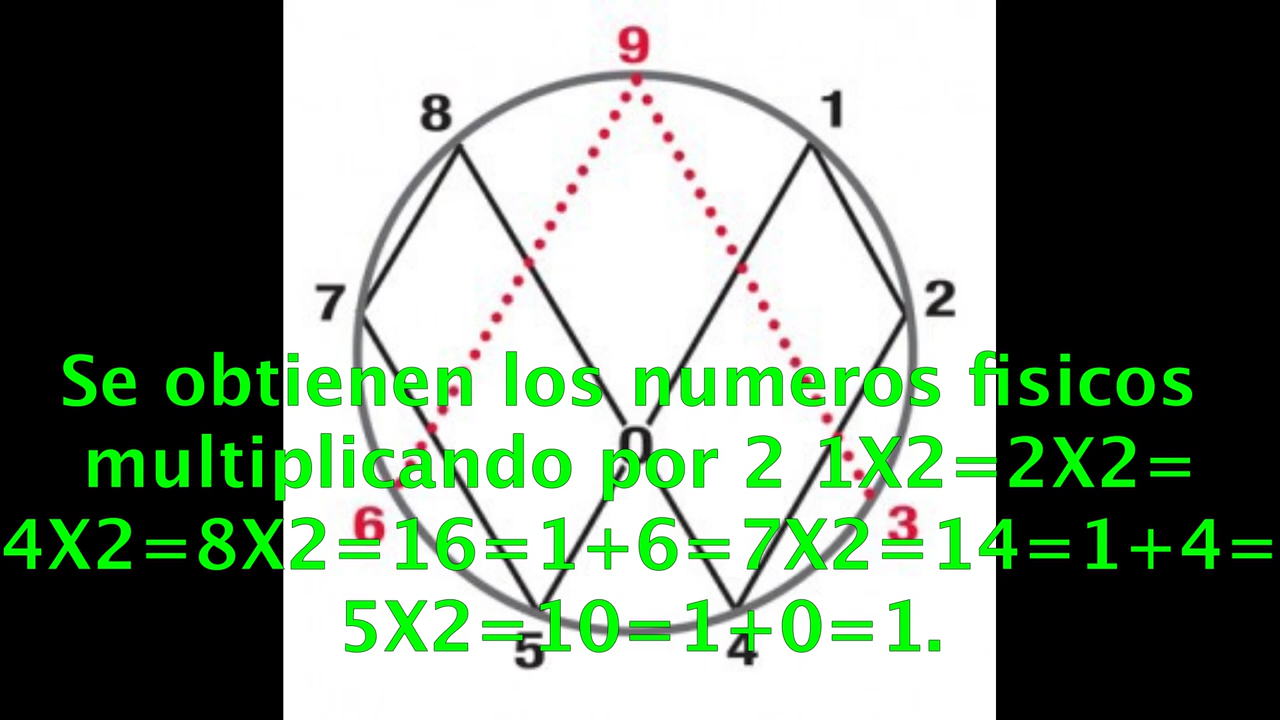 9
8
1
7
2
Se obtienen los numeros fisicos
multiplicando por 2 1X2=2X2=
0
6
3
4X2=8X2=16=1+6=7X2=14=1+4=
5X2=10=1+0=1.
5
4